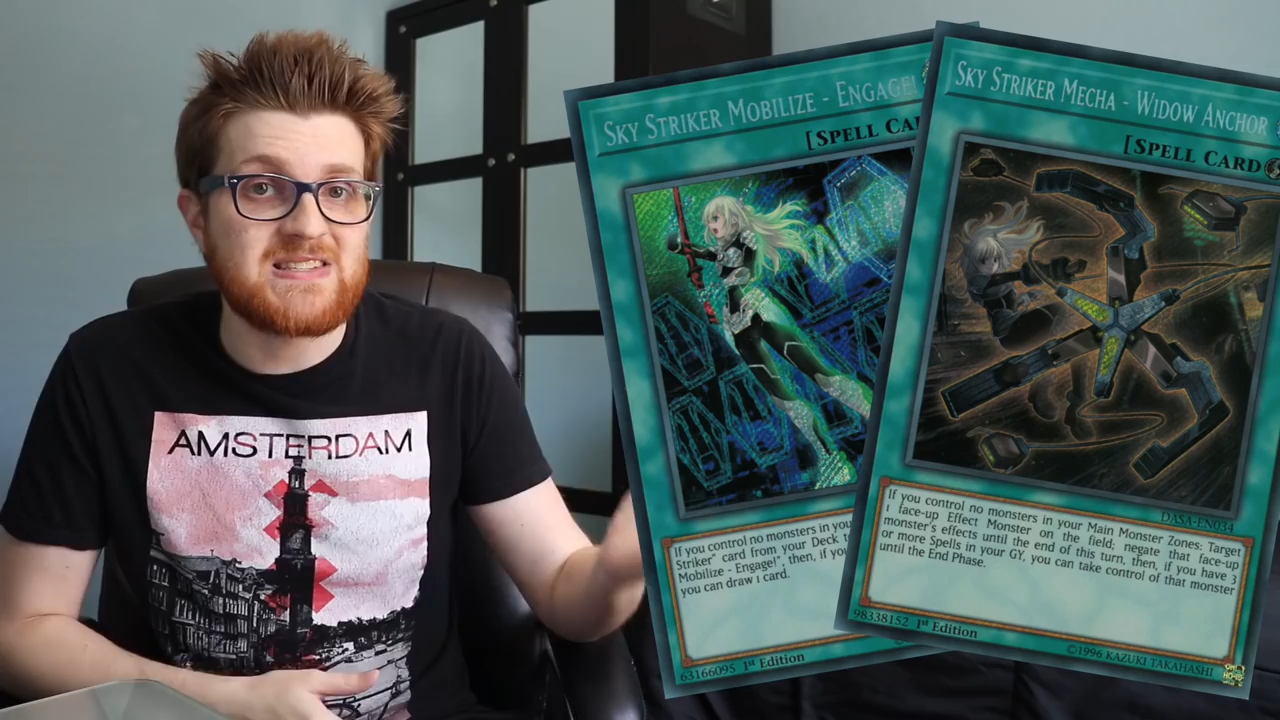 AMSTERDAM
SKY STRIKER MOBILIZE - ENGAGE!
[SPELL
If you control no monsters in your
Striker" card from your Deck
Mobilize - Engage!", then, if you
you can draw 1 card.
63166095 1st Edition
SKY STRIKER MECHA - WIDOW ANCHOR
[SPELL CARD
DASA-EN034
If you control no monsters in your Main Monster Zones: Target
1 face-up Effect Monster on the field; negate that face-up
monster's effects until the end of this turn, then, if you have 3
or more Spells in your GY, you can take control of that monster
until the End Phase.
98338152 1st Edition
©1996 KAZUKI TAKAHASHI